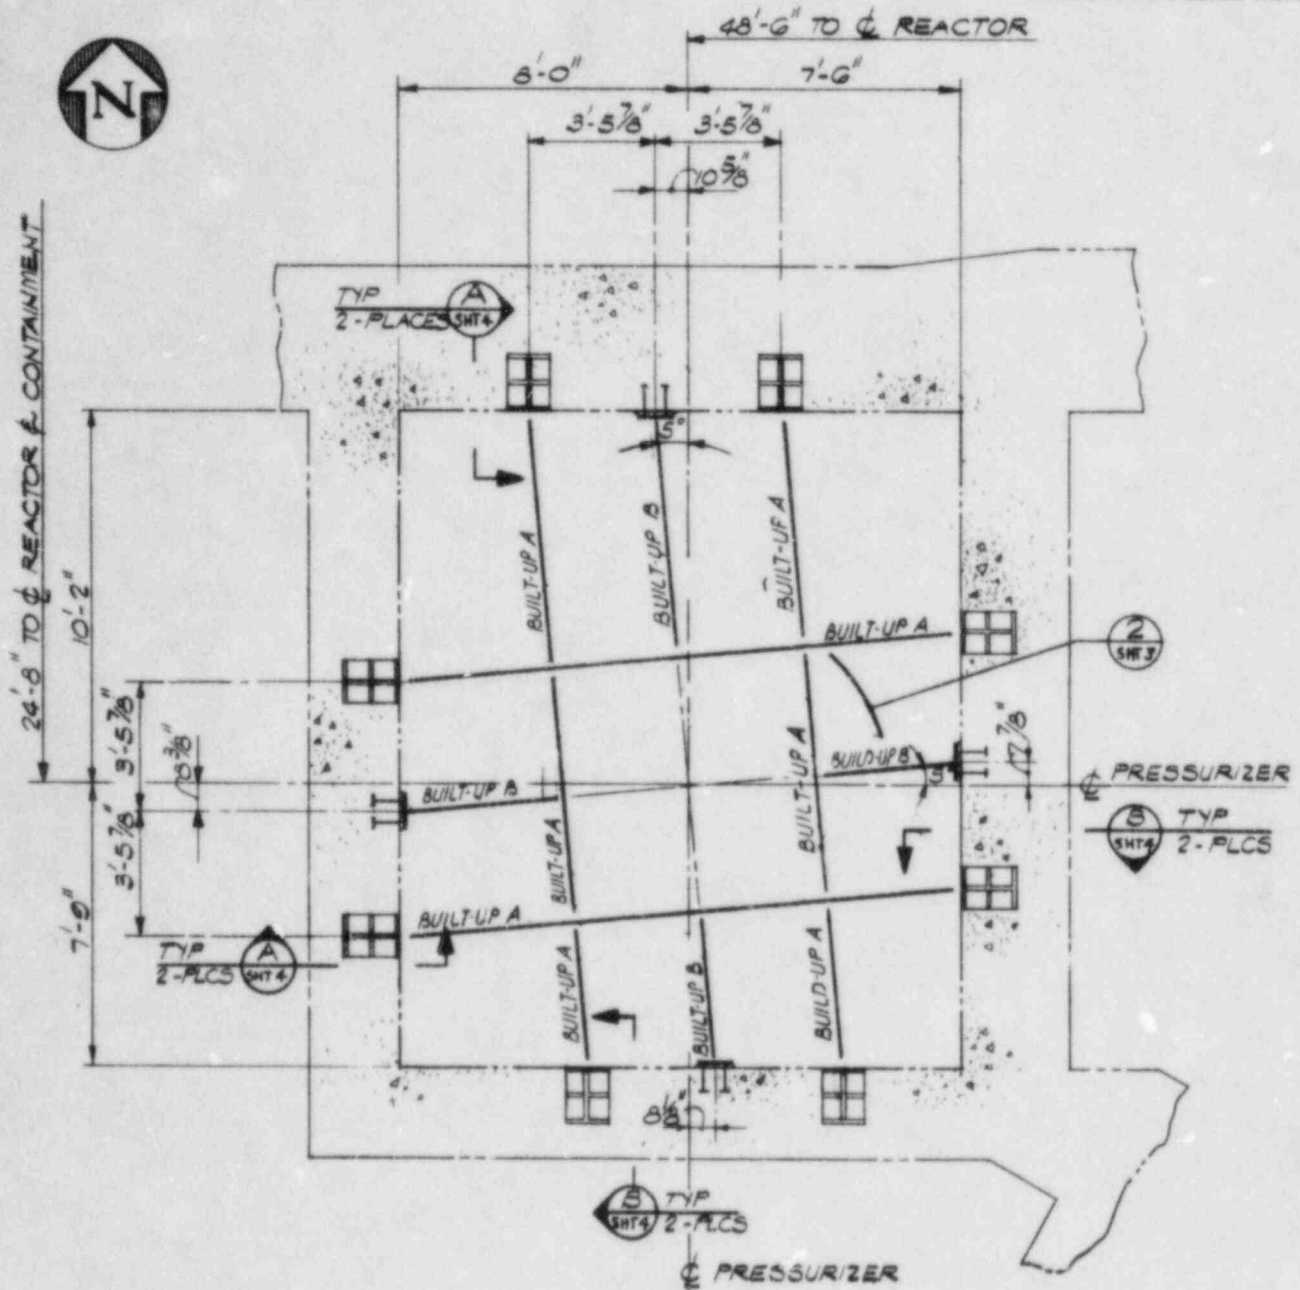 48'-6" TO ℄ REACTOR
N
8'-0"
7'-6"
3'-5 7/8"
3'-5 7/8"
10 5/8"
24'-8" TO ℄ REACTOR & CONTAINMENT
TYP
2-PLACES
A
SHT 4
5°
10'-2"
BUILT-UP A
BUILT-UP B
BUILT-UP A
BUILT-UP A
2
SHT 3
3'-5 7/8"
8 3/8"
BUILT-UP A
BUILD-UP B
5°
7 7/8"
℄ PRESSURIZER
BUILT-UP B
B
SHT 4
TYP
2-PLCS
3'-5 7/8"
BUILT-UP A
7'-9"
BUILT-UP A
TYP
2-PLCS
A
SHT 4
BUILT-UP A
BUILT-UP B
BUILD-UP A
8 1/8"
B
SHT 4
TYP
2-PLCS
℄ PRESSURIZER